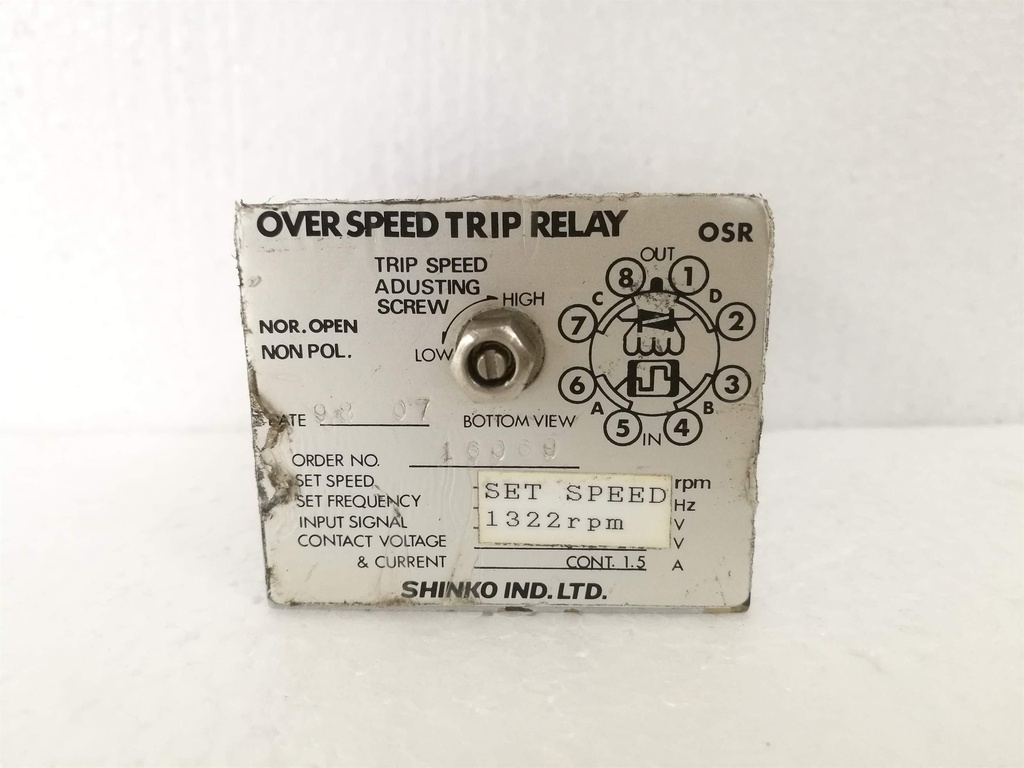 OVER SPEED TRIP RELAY
OSR
TRIP SPEED
ADUSTING
SCREW
HIGH
LOW
NOR. OPEN
NON POL.
OUT
8 1
C D
7 2
6 3
A B
5 4
IN
BOTTOM VIEW
07
ORDER NO.
SET SPEED rpm
SET FREQUENCY Hz
INPUT SIGNAL V
CONTACT VOLTAGE V
& CURRENT CONT. 1.5 A
SET SPEED
1322rpm
SHINKO IND. LTD.